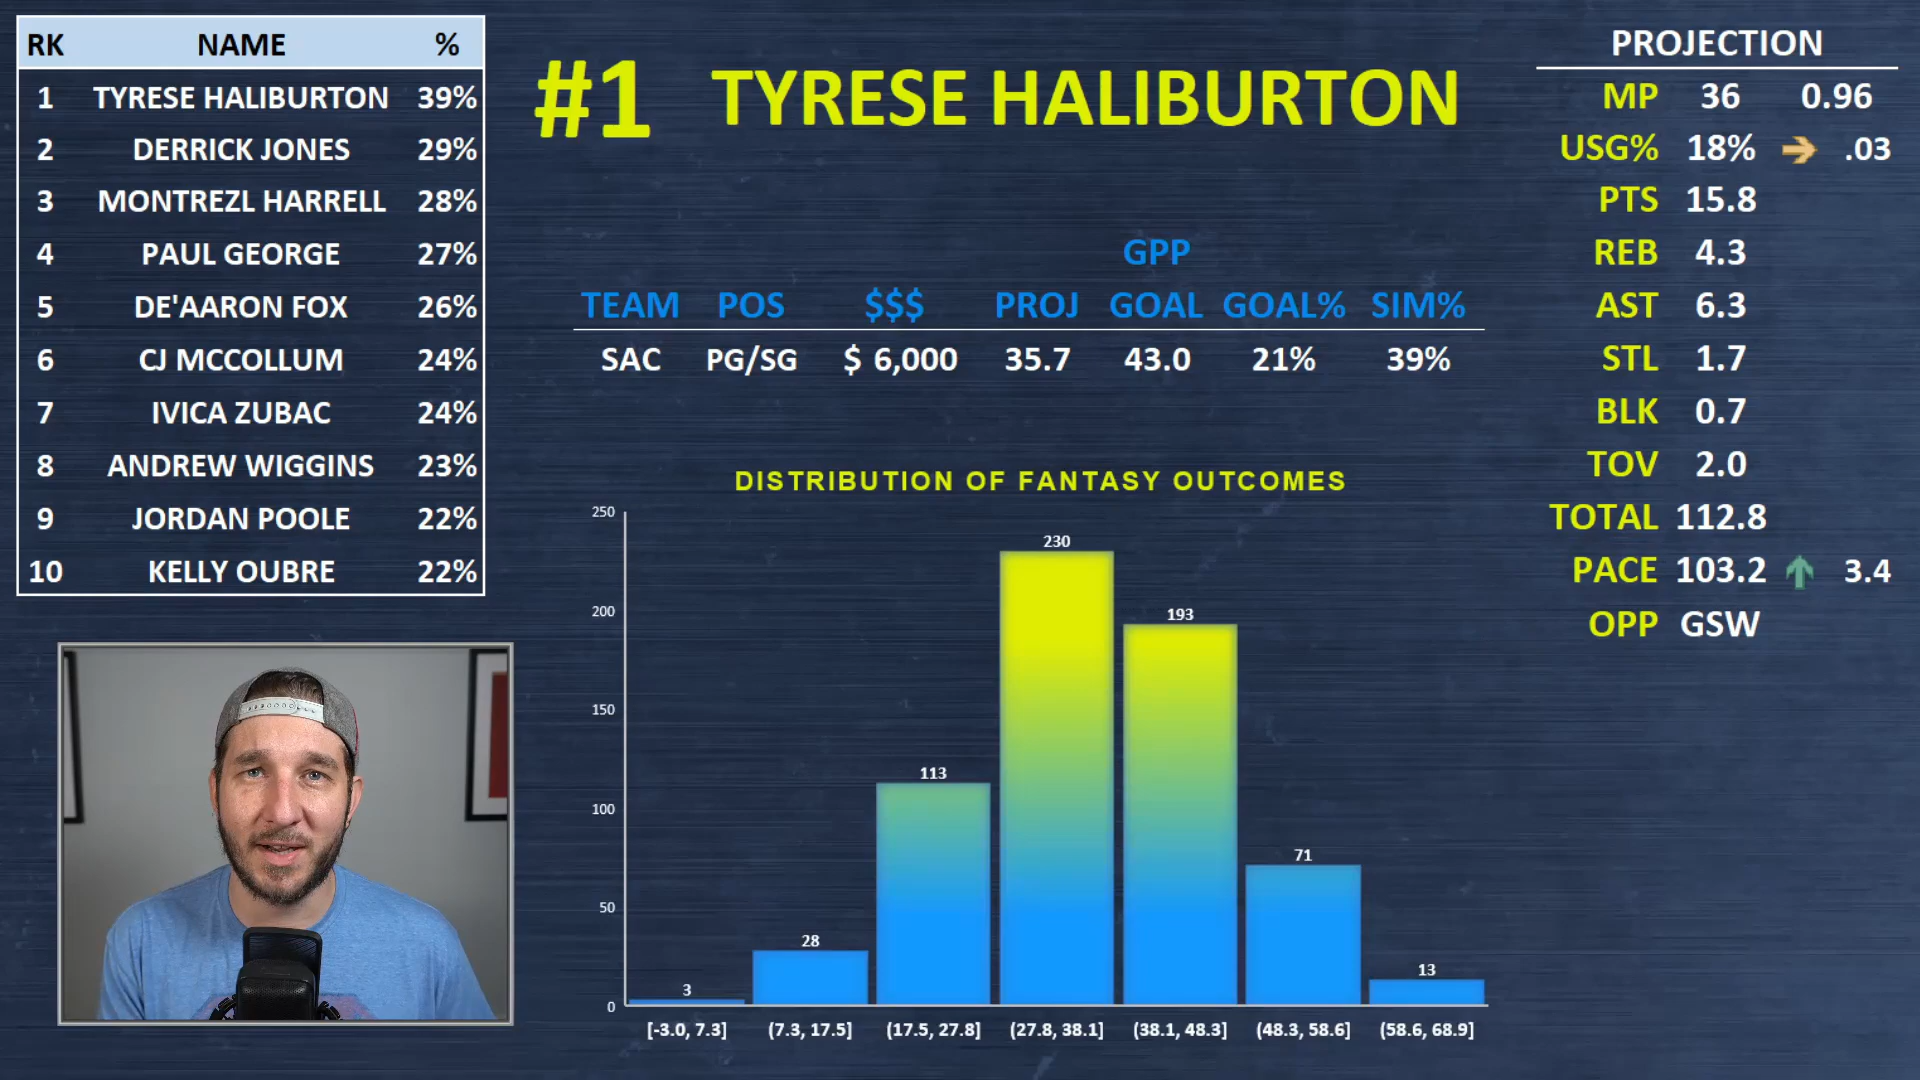 RK NAME %
1 TYRESE HALIBURTON 39%
2 DERRICK JONES 29%
3 MONTREZL HARRELL 28%
4 PAUL GEORGE 27%
5 DE'AARON FOX 26%
6 CJ MCCOLLUM 24%
7 IVICA ZUBAC 24%
8 ANDREW WIGGINS 23%
9 JORDAN POOLE 22%
10 KELLY OUBRE 22%
#1 TYRESE HALIBURTON
GPP
TEAM POS $$$ PROJ GOAL GOAL% SIM%
SAC PG/SG $ 6,000 35.7 43.0 21% 39%
DISTRIBUTION OF FANTASY OUTCOMES
250
200
150
100
50
0
3
28
113
230
193
71
13
[-3.0, 7.3] (7.3, 17.5] (17.5, 27.8] (27.8, 38.1] (38.1, 48.3] (48.3, 58.6] (58.6, 68.9]
PROJECTION
MP 36 0.96
USG% 18% .03
PTS 15.8
REB 4.3
AST 6.3
STL 1.7
BLK 0.7
TOV 2.0
TOTAL 112.8
PACE 103.2 3.4
OPP GSW